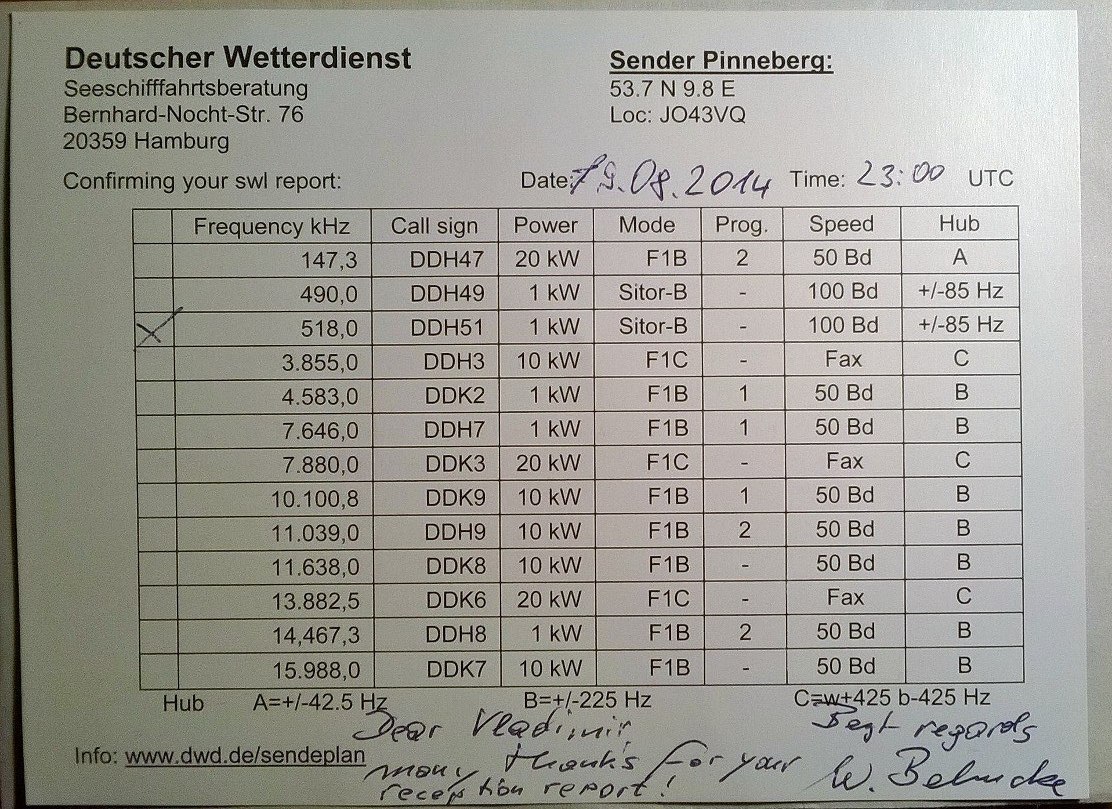 Deutscher Wetterdienst
Seeschifffahrtsberatung
Bernhard-Nocht-Str. 76
20359 Hamburg
Sender Pinneberg:
53.7 N 9.8 E
Loc: JO43VQ
Confirming your swl report: Date: 19.08.2014 Time: 23:00 UTC
Frequency kHz Call sign Power Mode Prog. Speed Hub
147,3 DDH47 20 kW F1B 2 50 Bd A
490,0 DDH49 1 kW Sitor-B - 100 Bd +/-85 Hz
518,0 DDH51 1 kW Sitor-B - 100 Bd +/-85 Hz
3.855,0 DDH3 10 kW F1C - Fax C
4.583,0 DDK2 1 kW F1B 1 50 Bd B
7.646,0 DDH7 1 kW F1B 1 50 Bd B
7.880,0 DDK3 20 kW F1C - Fax C
10.100,8 DDK9 10 kW F1B 1 50 Bd B
11.039,0 DDH9 10 kW F1B 2 50 Bd B
11.638,0 DDK8 10 kW F1B - 50 Bd B
13.882,5 DDK6 20 kW F1C - Fax C
14,467,3 DDH8 1 kW F1B 2 50 Bd B
15.988,0 DDK7 10 kW F1B - 50 Bd B
Hub A=+/-42.5 Hz B=+/-225 Hz C=w+425 b-425 Hz
Dear Vladimir
many thanks for your
reception report!
Best regards
W.
Info: www.dwd.de/sendeplan